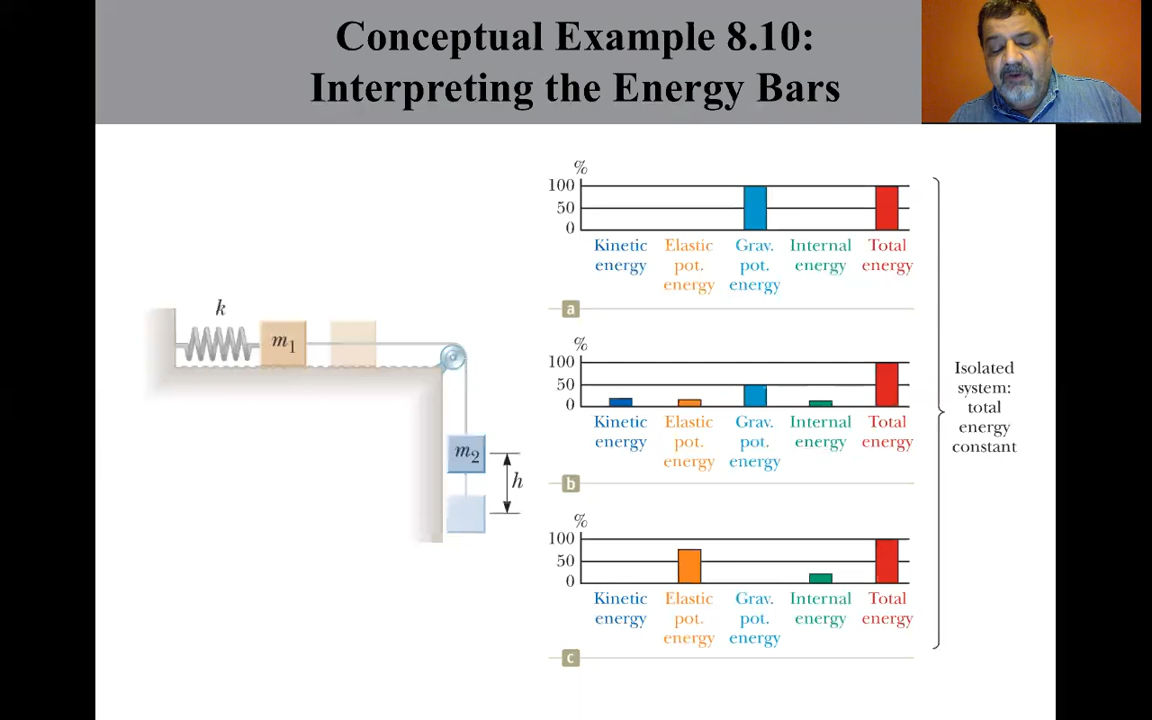 Conceptual Example 8.10:
Interpreting the Energy Bars
k
m1
m2
h
%
100
50
0
Kinetic energy
Elastic pot. energy
Grav. pot. energy
Internal energy
Total energy
a
%
100
50
0
Kinetic energy
Elastic pot. energy
Grav. pot. energy
Internal energy
Total energy
b
%
100
50
0
Kinetic energy
Elastic pot. energy
Grav. pot. energy
Internal energy
Total energy
c
Isolated
system:
total
energy
constant